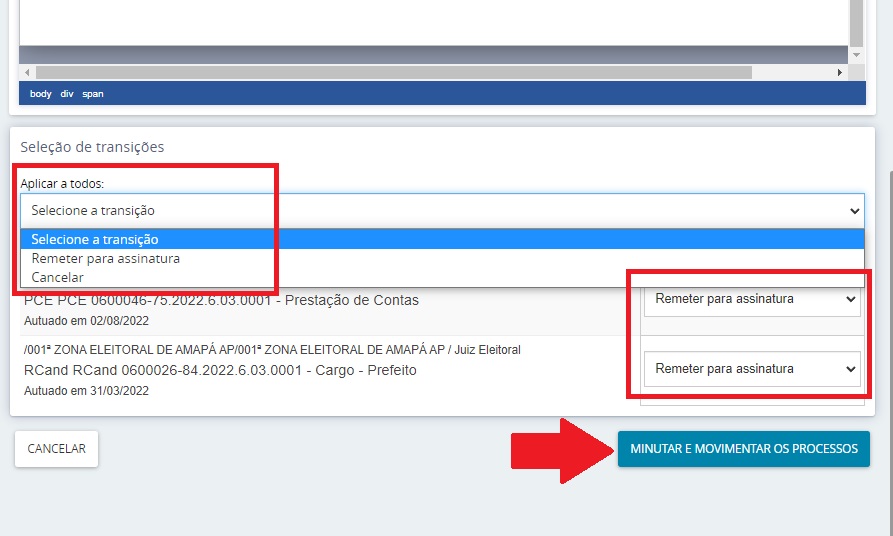 body div span
Seleção de transições
Aplicar a todos:
Selecione a transição
Selecione a transição
Remeter para assinatura
Cancelar
PCE PCE 0600046-75.2022.6.03.0001 - Prestação de Contas
Remeter para assinatura
Autuado em 02/08/2022
/001ª ZONA ELEITORAL DE AMAPÁ AP/001ª ZONA ELEITORAL DE AMAPÁ AP / Juiz Eleitoral
RCand RCand 0600026-84.2022.6.03.0001 - Cargo - Prefeito
Remeter para assinatura
Autuado em 31/03/2022
CANCELAR
MINUTAR E MOVIMENTAR OS PROCESSOS